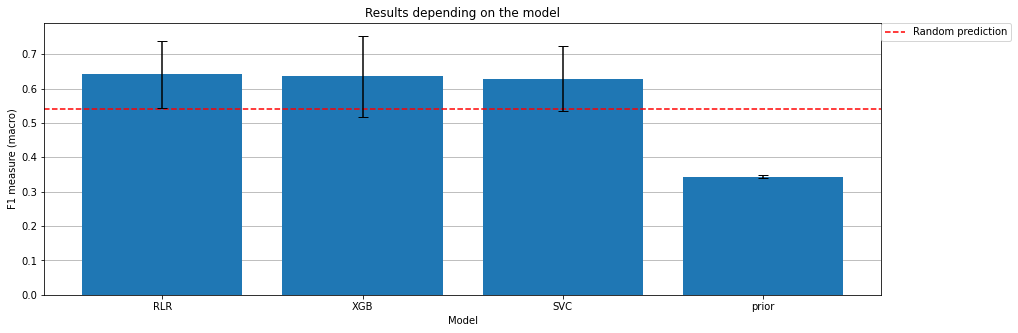 Results depending on the model
Random prediction
F1 measure (macro)
0.7
0.6
0.5
0.4
0.3
0.2
0.1
0.0
RLR
XGB
SVC
prior
Model